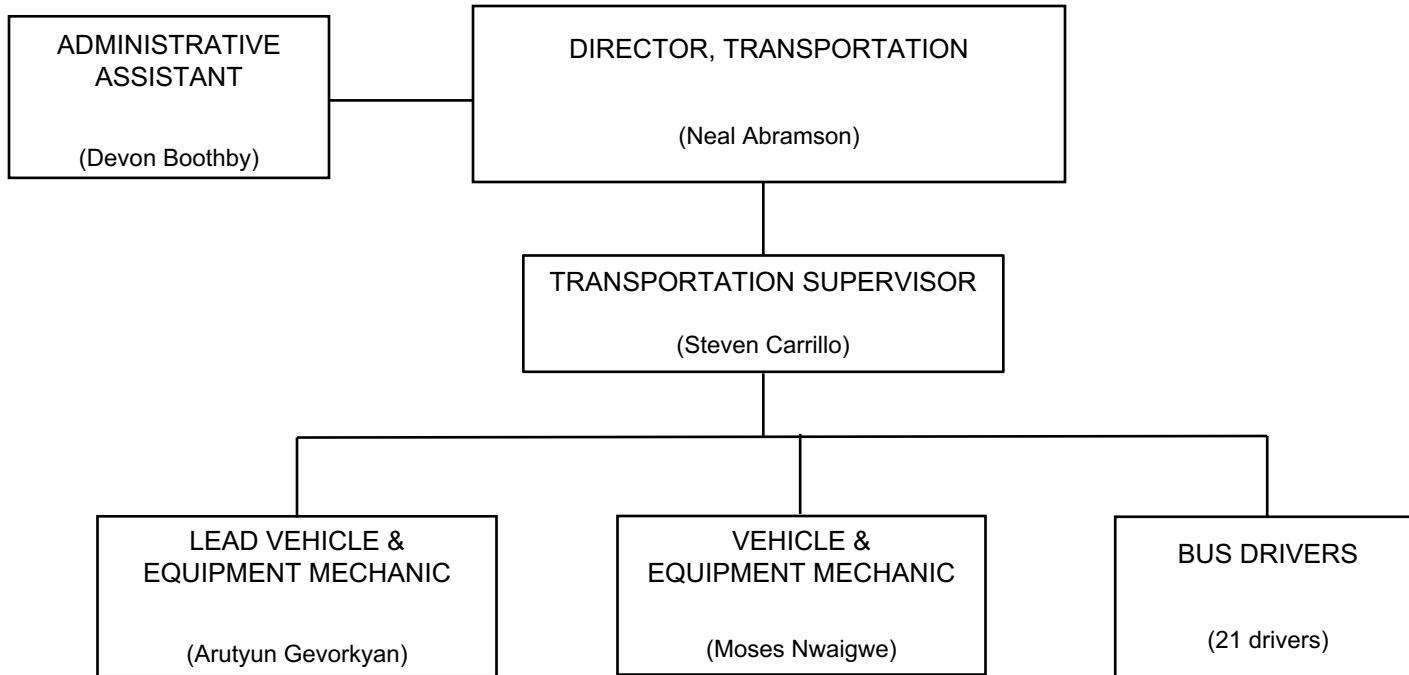 ADMINISTRATIVE
ASSISTANT
(Devon Boothby)
DIRECTOR, TRANSPORTATION
(Neal Abramson)
TRANSPORTATION SUPERVISOR
(Steven Carrillo)
LEAD VEHICLE &
EQUIPMENT MECHANIC
(Arutyun Gevorkyan)
VEHICLE &
EQUIPMENT MECHANIC
(Moses Nwaigwe)
BUS DRIVERS
(21 drivers)